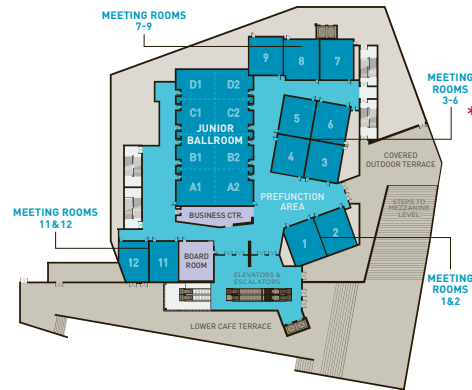 MEETING ROOMS
7-9
9
8
7
MEETING
ROOMS
3-6
*
D1
D2
C1
C2
JUNIOR
BALLROOM
B1
B2
A1
A2
5
6
4
3
COVERED
OUTDOOR TERRACE
PREFUNCTION
AREA
STEPS TO
MEZZANINE
LEVEL
BUSINESS CTR.
MEETING ROOMS
11&12
1
2
12
11
BOARD
ROOM
ELEVATORS &
ESCALATORS
MEETING
ROOMS
1&2
LOWER CAFE TERRACE